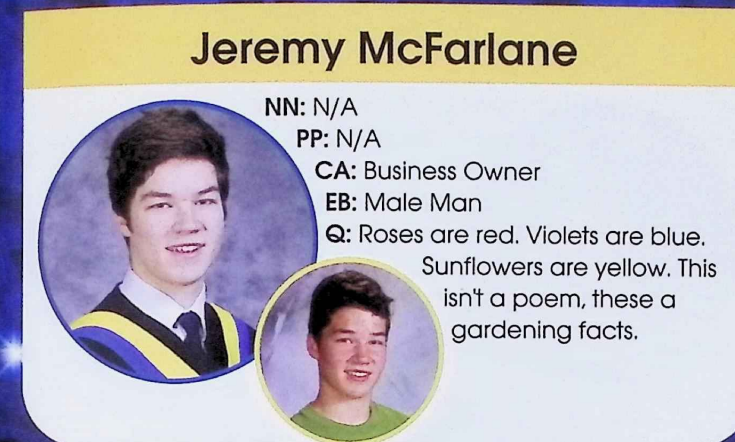 Jeremy McFarlane
NN: N/A
PP: N/A
CA: Business Owner
EB: Male Man
Q: Roses are red. Violets are blue.
Sunflowers are yellow. This
isn't a poem, these a
gardening facts.